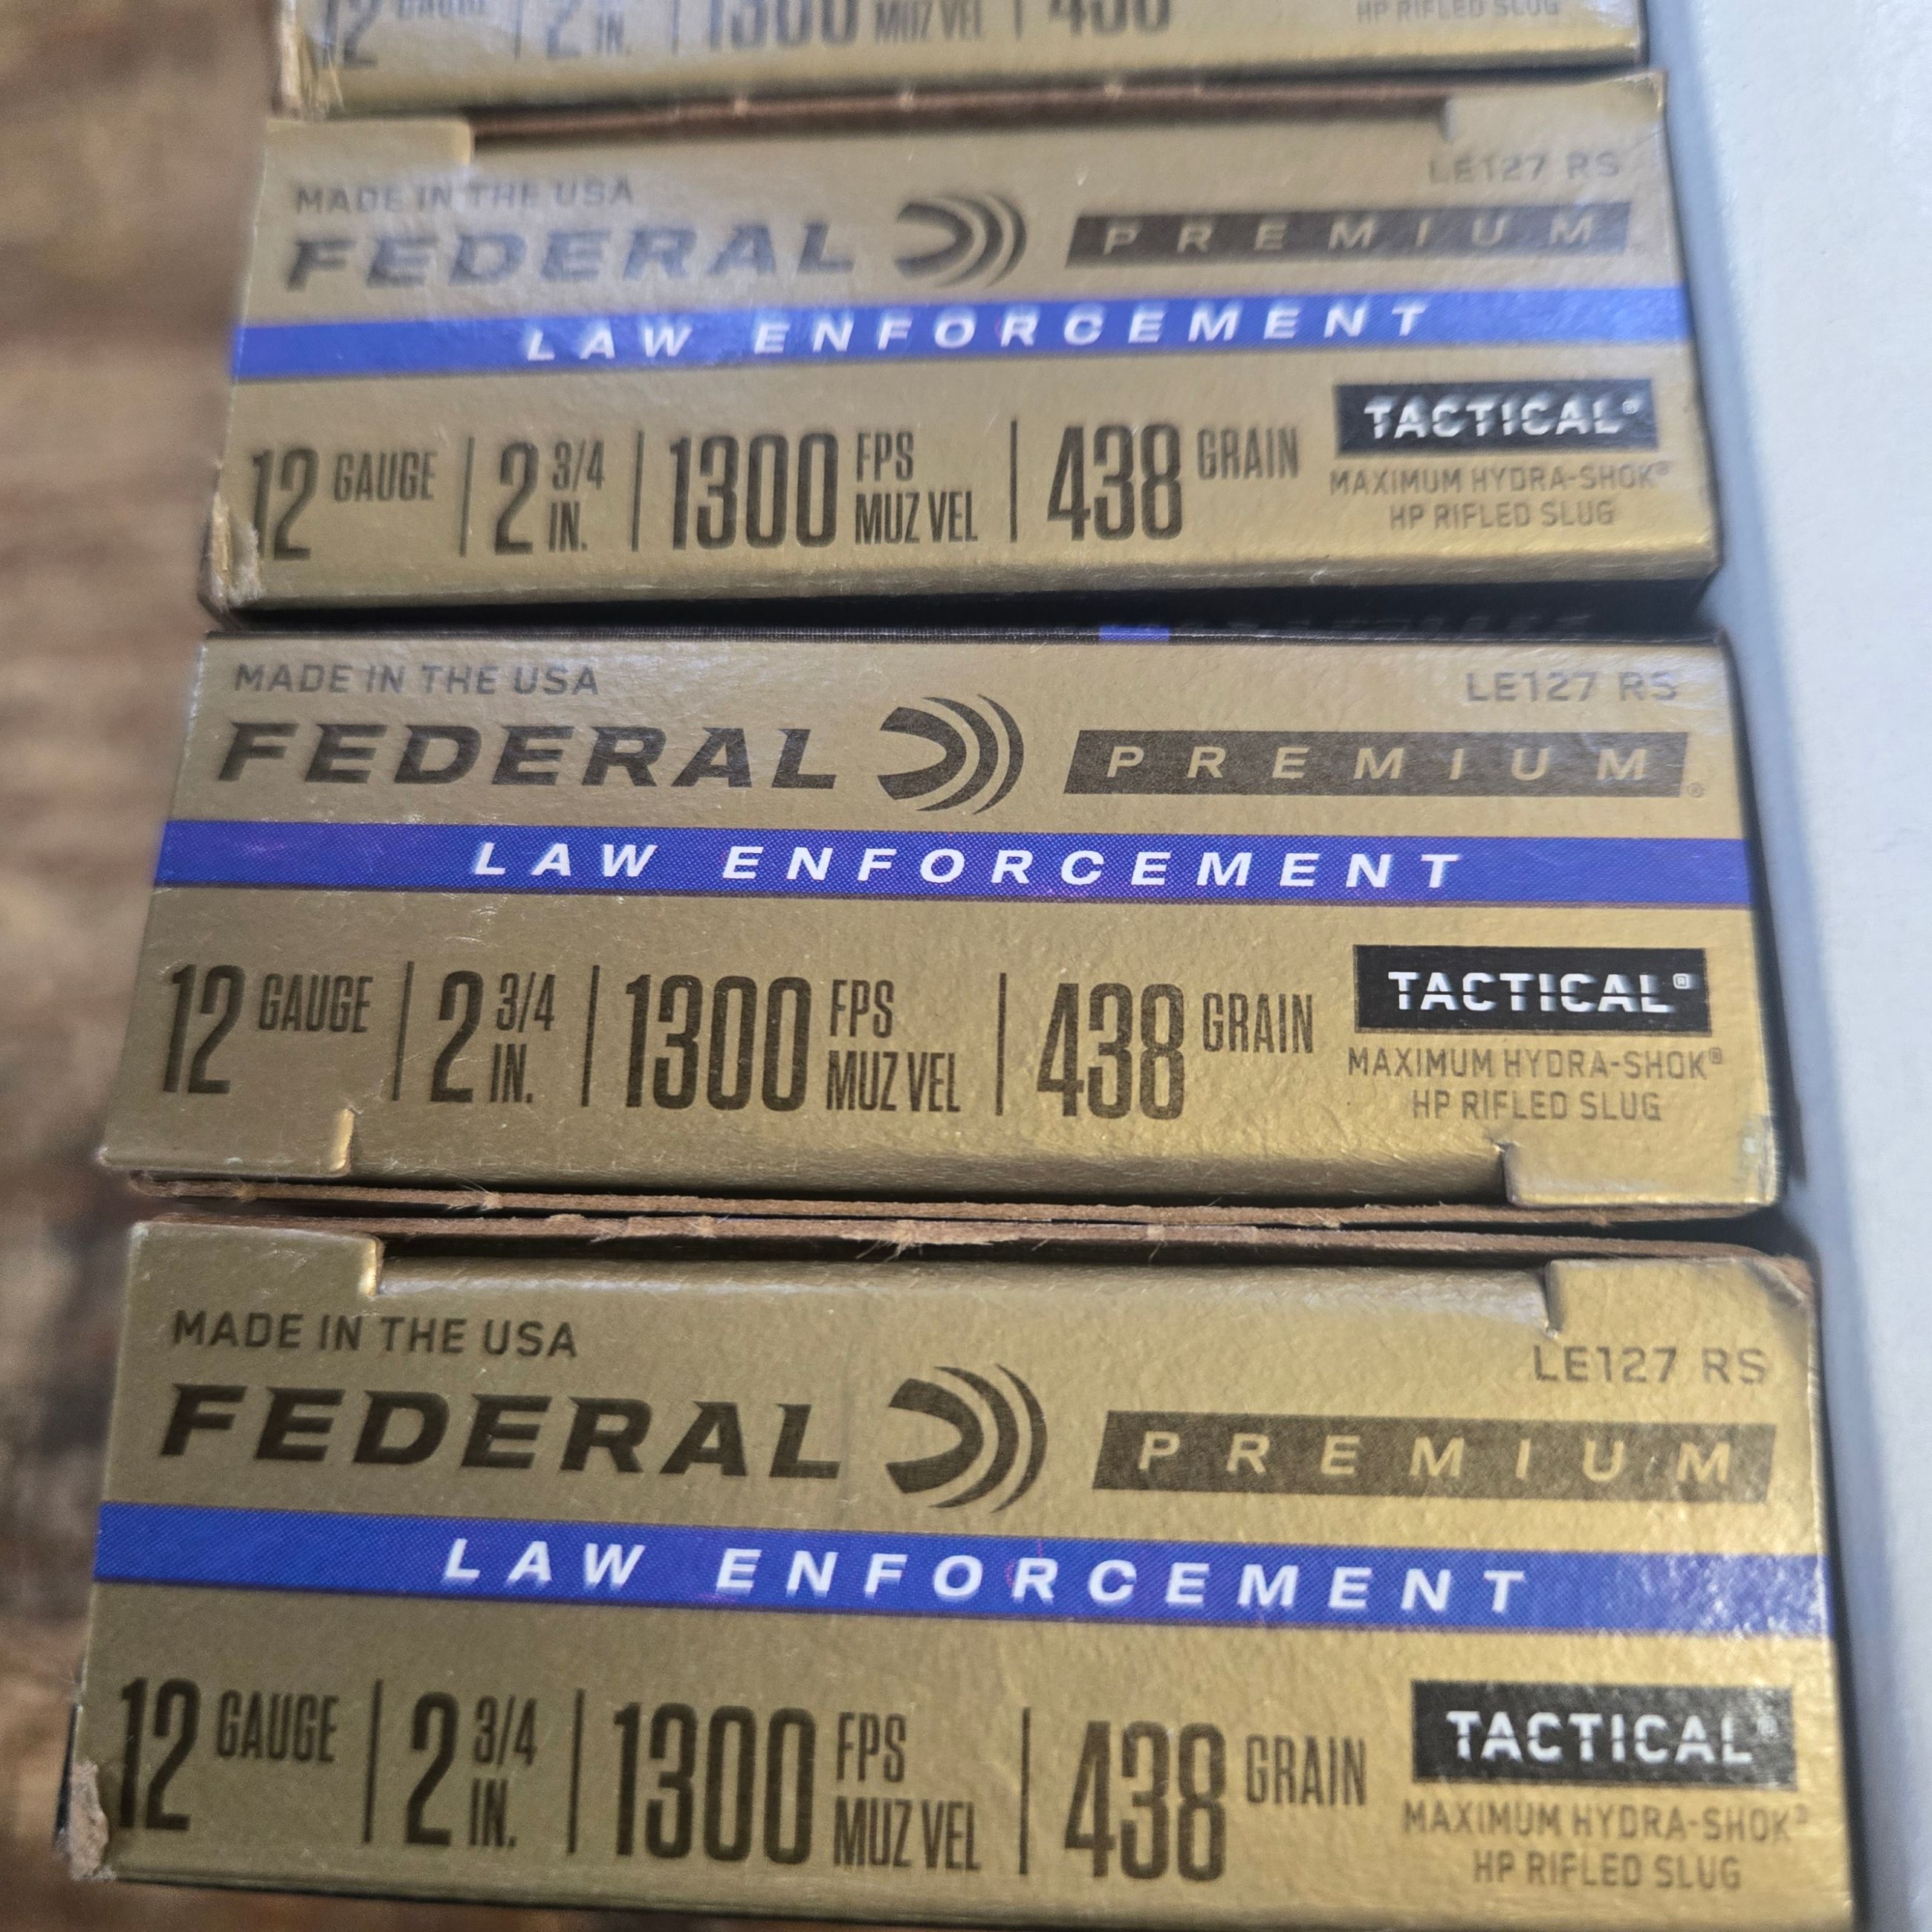 12 GAUGE | 2 IN. | 1300 MUZ VEL | 438
HP RIFLED SLUG
MADE IN THE USA LE127 RS
FEDERAL PREMIUM
LAW ENFORCEMENT
12 GAUGE | 2 3/4 IN. | 1300 FPS MUZ VEL | 438 GRAIN
TACTICAL®
MAXIMUM HYDRA-SHOK®
HP RIFLED SLUG
MADE IN THE USA LE127 RS
FEDERAL PREMIUM®
LAW ENFORCEMENT
12 GAUGE | 2 3/4 IN. | 1300 FPS MUZ VEL | 438 GRAIN
TACTICAL®
MAXIMUM HYDRA-SHOK®
HP RIFLED SLUG
MADE IN THE USA LE127 RS
FEDERAL PREMIUM
LAW ENFORCEMENT
12 GAUGE | 2 3/4 IN. | 1300 FPS MUZ VEL | 438 GRAIN
TACTICAL®
MAXIMUM HYDRA-SHOK®
HP RIFLED SLUG